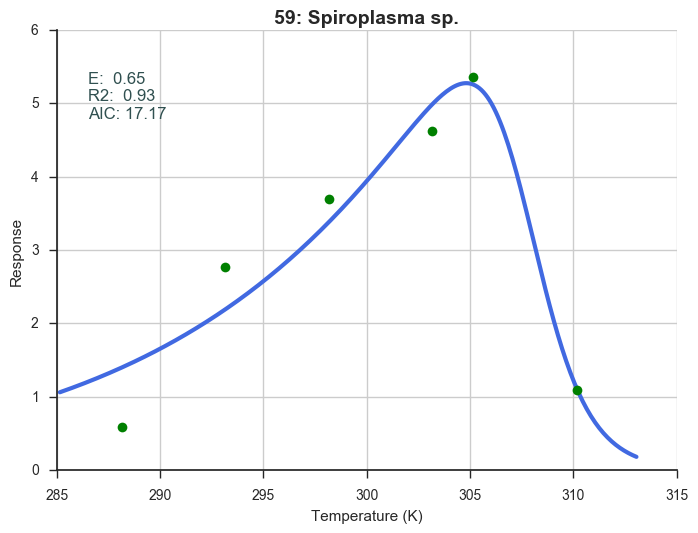 59: Spiroplasma sp.
E:  0.65
R2:  0.93
AIC: 17.17
Response
6
5
4
3
2
1
0
285
290
295
300
305
310
315
Temperature (K)